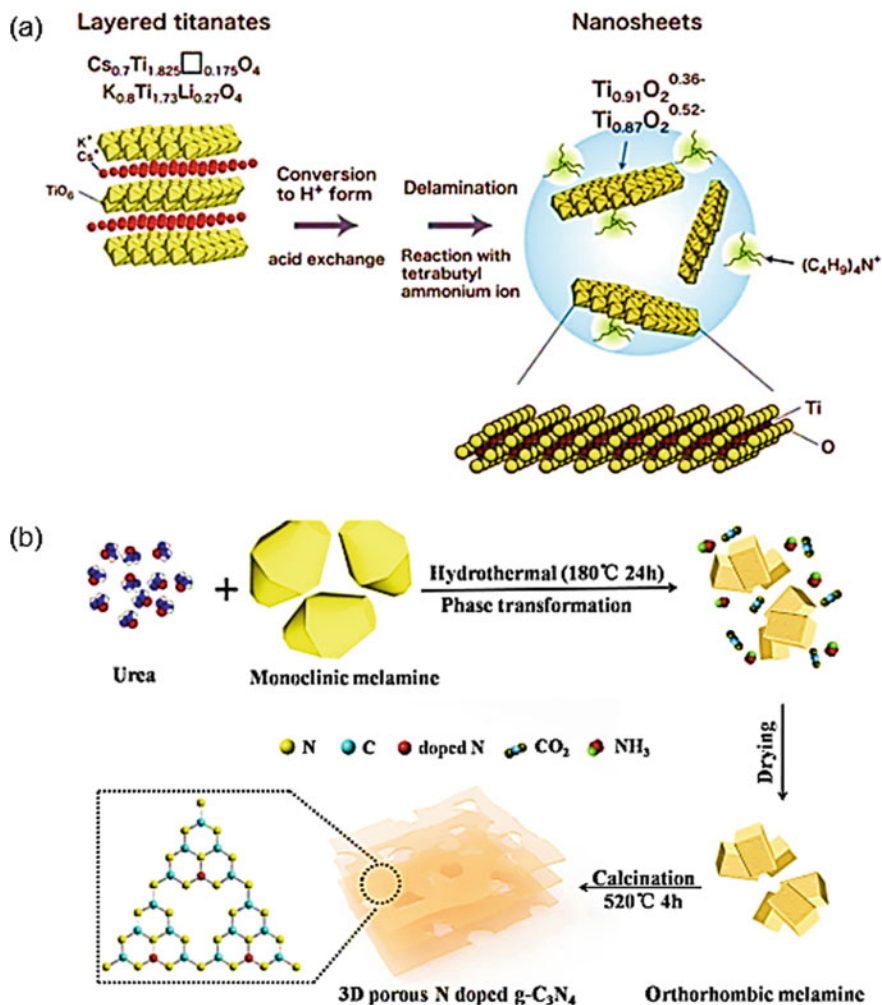 (a)
Layered titanates
Cs0.7Ti1.825□0.175O4
K0.8Ti1.73Li0.27O4
K+
Cs+
TiO6
Conversion
to H+ form
acid exchange
Delamination
Reaction with
tetrabutyl
ammonium ion
Nanosheets
Ti0.91O2^0.36-
Ti0.87O2^0.52-
(C4H9)4N+
Ti
O
(b)
Urea
+
Monoclinic melamine
Hydrothermal (180℃ 24h)
Phase transformation
N
C
doped N
CO2
NH3
Drying
Calcination
520℃ 4h
3D porous N doped g-C3N4
Orthorhombic melamine